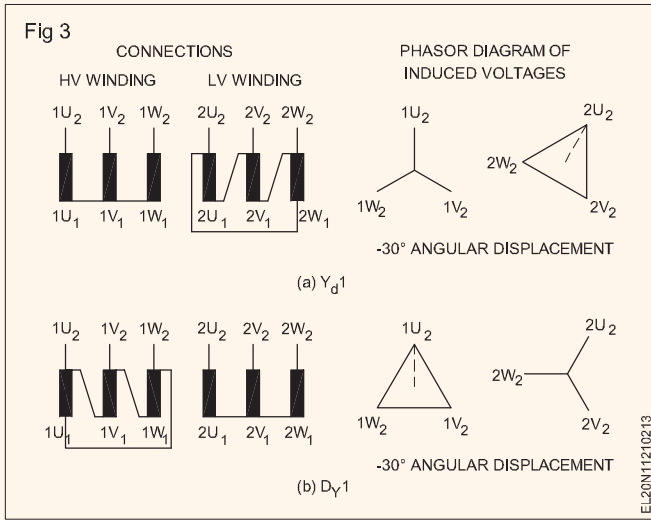 Fig 3
CONNECTIONS
HV WINDING LV WINDING
PHASOR DIAGRAM OF
INDUCED VOLTAGES
1U2 1V2 1W2 2U2 2V2 2W2
1U1 1V1 1W1 2U1 2V1 2W1
1U2
1W2 1V2
2U2
2W2
2V2
-30° ANGULAR DISPLACEMENT
(a) Yd1
1U2 1V2 1W2 2U2 2V2 2W2
1U1 1V1 1W1 2U1 2V1 2W1
1U2
1W2 1V2
2U2
2W2
2V2
-30° ANGULAR DISPLACEMENT
(b) DY1
EL20N11210213